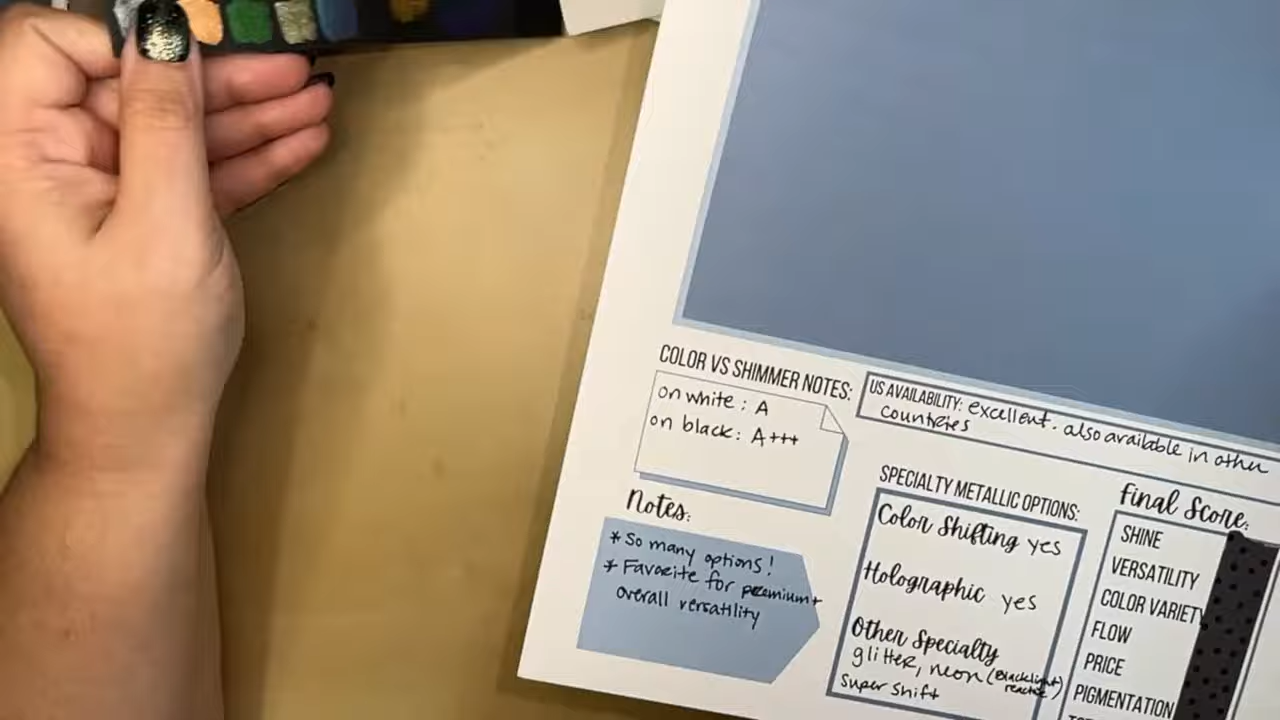 COLOR VS SHIMMER NOTES:
on white : A
on black : A+++
US AVAILABILITY: excellent. also available in other
countries
Notes:
* So many options!
* Favorite for premium +
overall versatility
SPECIALTY METALLIC OPTIONS:
Color Shifting yes
Holographic yes
Other Specialty
glitter, neon (blacklight)
reactive
super shift
Final Score:
SHINE
VERSATILITY
COLOR VARIETY
FLOW
PRICE
PIGMENTATION